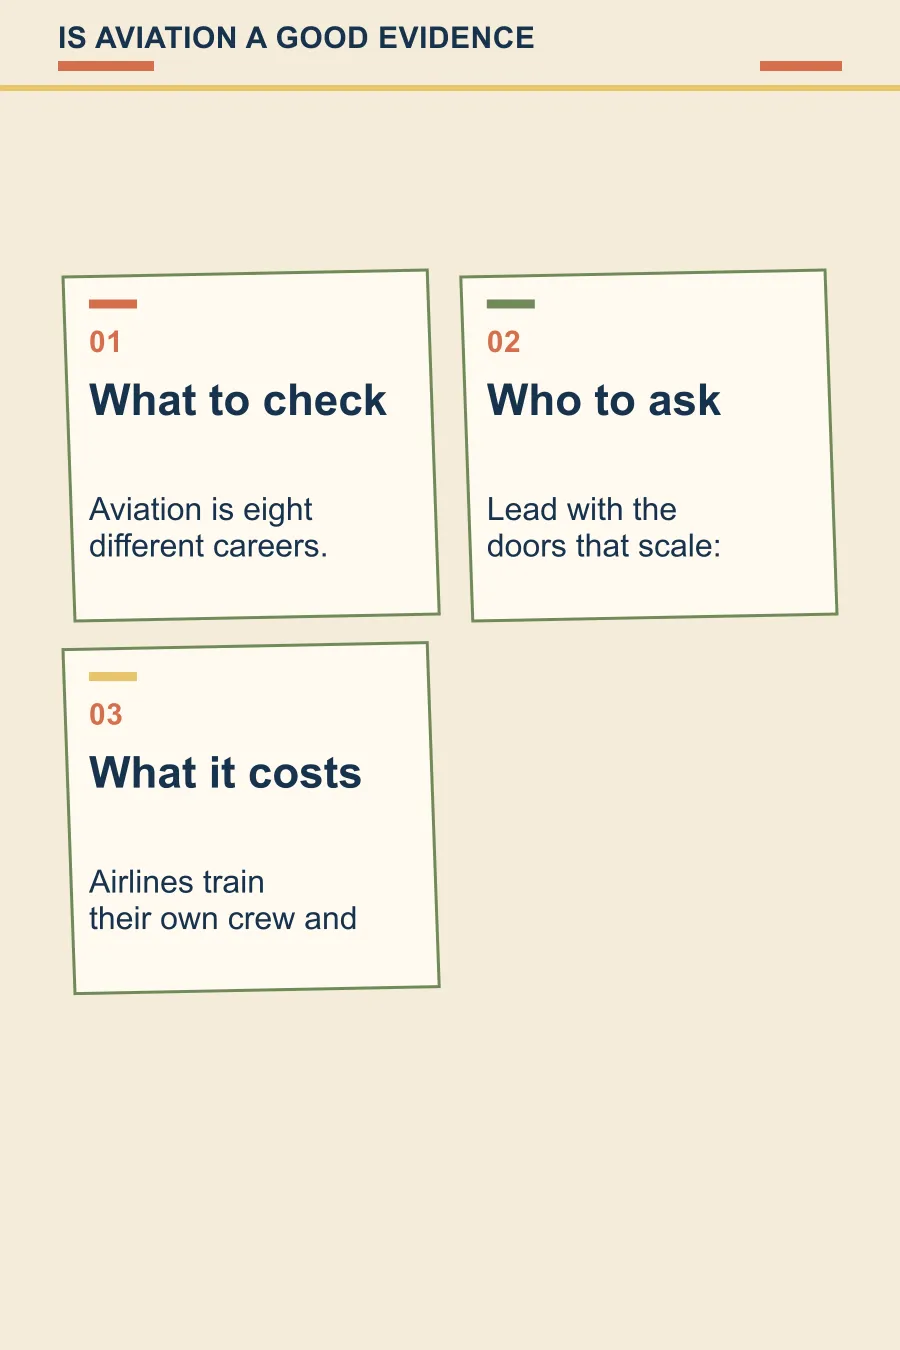 IS AVIATION A GOOD EVIDENCE
01
What to check
Aviation is eight
different careers.
02
Who to ask
Lead with the
doors that scale:
03
What it costs
Airlines train
their own crew and